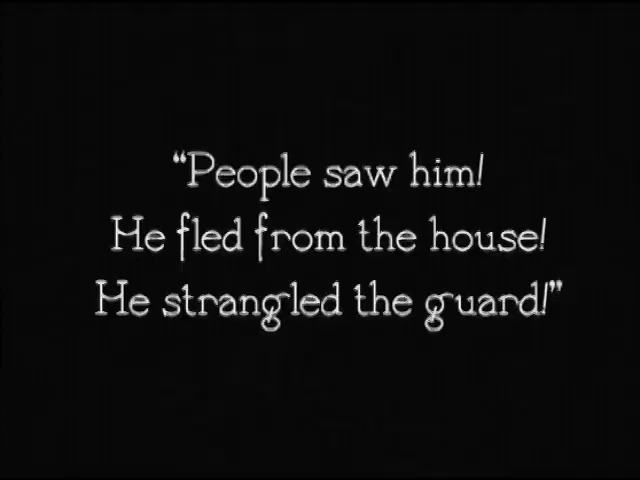 “People saw him!
He fled from the house!
He strangled the guard!”